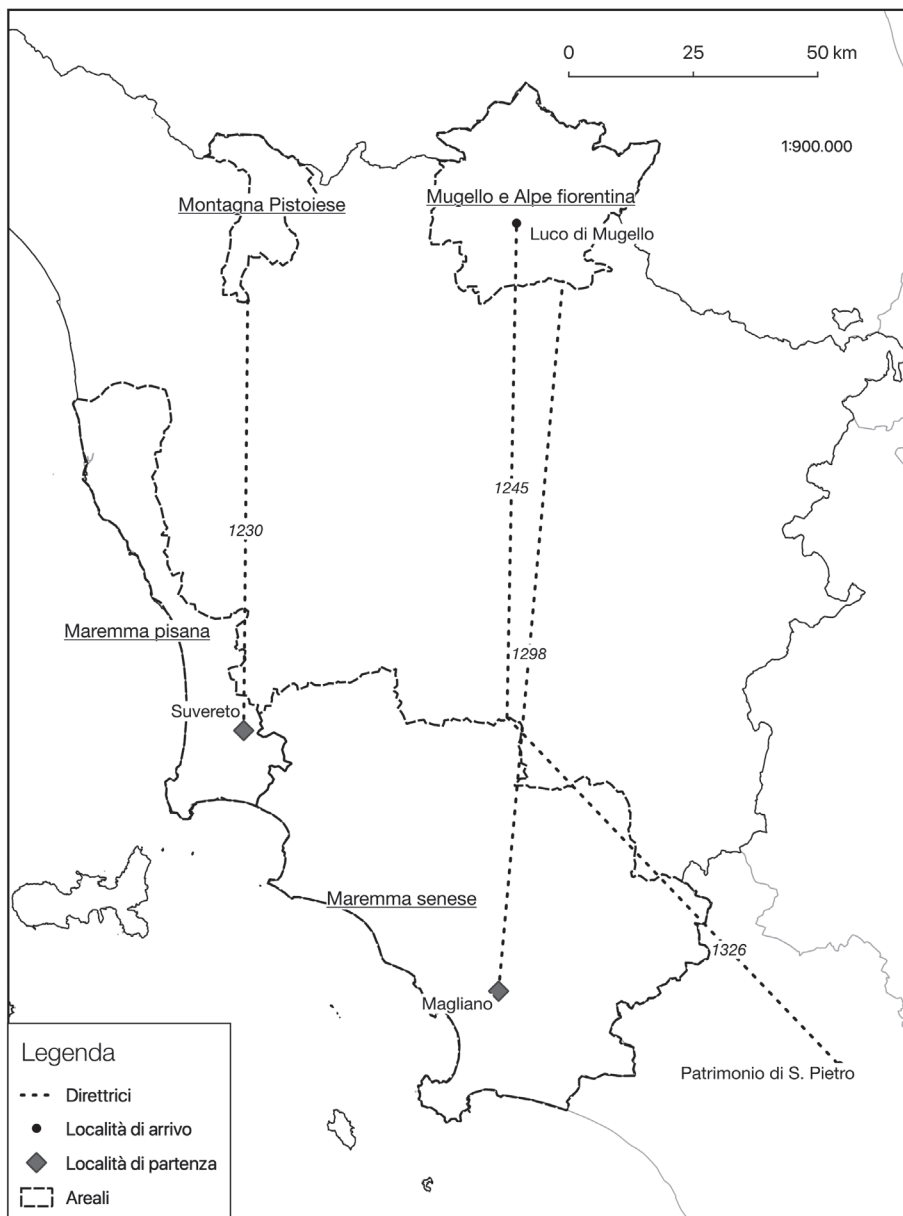 0 25 50 km
1:900.000
Montagna Pistoiese
Mugello e Alpe fiorentina
Luco di Mugello
1245
1230
Maremma pisana
1298
Suvereto
Maremma senese
1326
Magliano
Patrimonio di S. Pietro
Legenda
Direttrici
Località di arrivo
Località di partenza
Areali